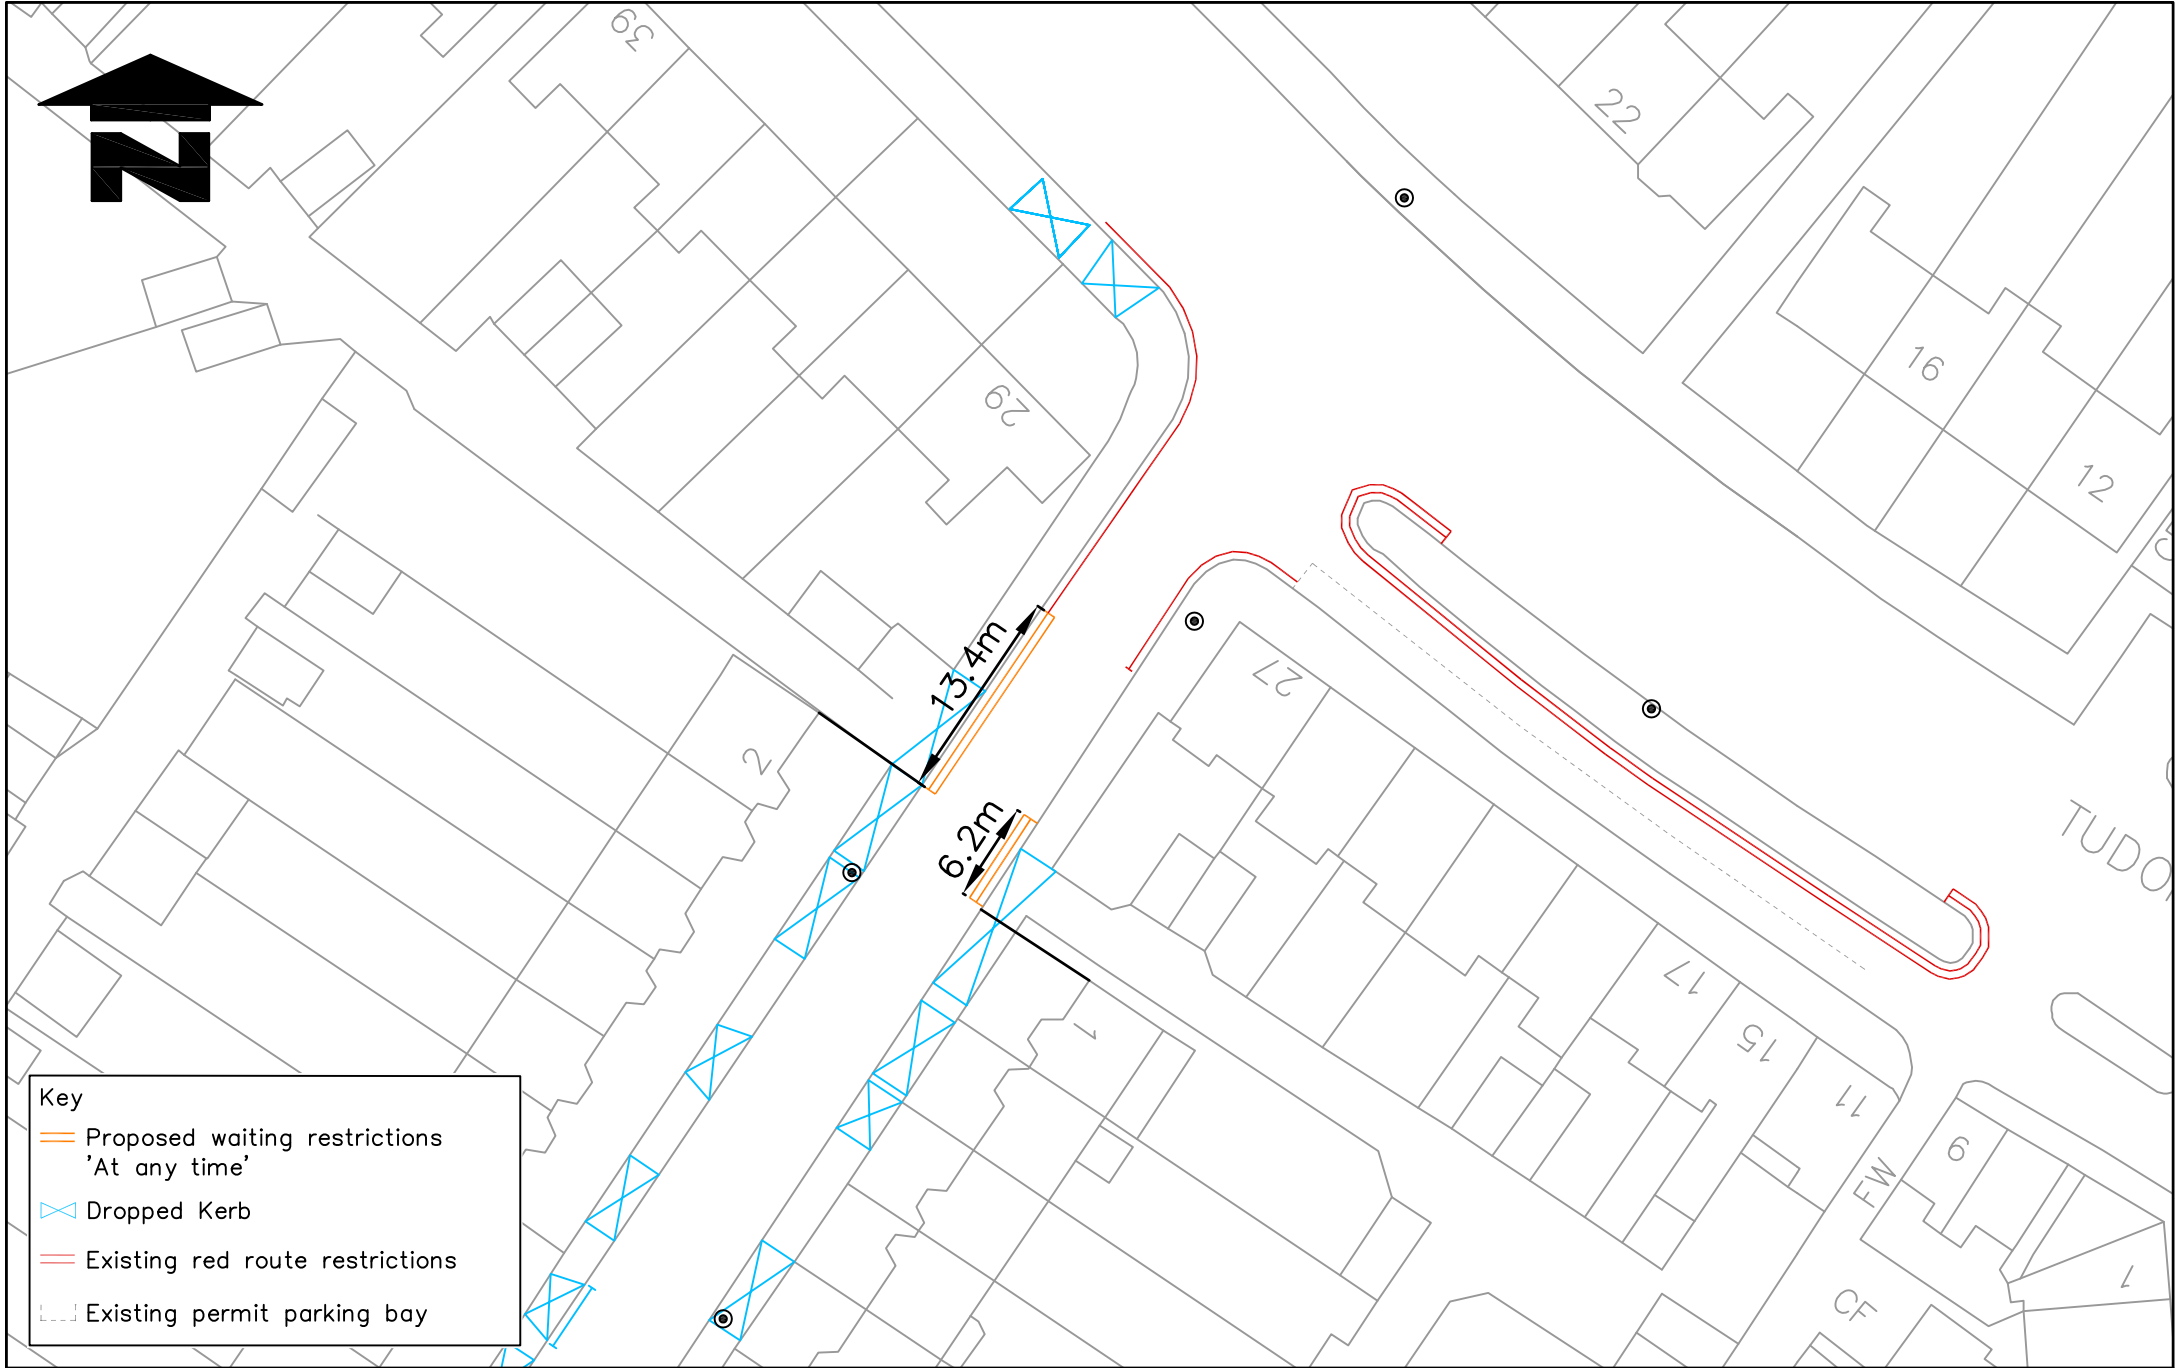 39
22
N
16
29
12
13.4m
27
2
6.2m
TUDO
17
15
1
11
9
FW
1
CF
Key
Proposed waiting restrictions
'At any time'
Dropped Kerb
Existing red route restrictions
Existing permit parking bay